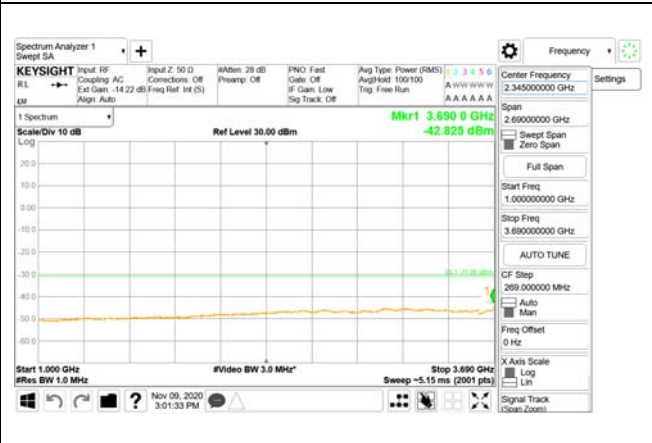 Spectrum Analyzer 1
Swept SA
Frequency
Settings
KEYSIGHT
RL
Input: RF
Coupling: AC
Ext Gain: -14.22 dB
Align: Auto
Input Z: 50 Ω
Corrections: Off
Freq Ref: Int (S)
#Atten: 28 dB
Preamp: Off
PNO: Fast
Gate: Off
IF Gain: Low
Sig Track: Off
Avg Type: Power (RMS)
Avg|Hold: 100/100
Trig: Free Run
1 2 3 4 5 6
A W W W W W
A A A A A A
1 Spectrum
Scale/Div 10 dB
Log
Ref Level 30.00 dBm
Mkr1 3.690 0 GHz
-42.825 dBm
20.0
10.0
0.00
-10.0
-20.0
-30.0
-40.0
-50.0
-60.0
1
Start 1.000 GHz
#Res BW 1.0 MHz
#Video BW 3.0 MHz*
Stop 3.690 GHz
Sweep ~5.15 ms (2001 pts)
Nov 09, 2020
3:01:33 PM
Center Frequency
2.345000000 GHz
Span
2.69000000 GHz
Swept Span
Zero Span
Full Span
Start Freq
1.000000000 GHz
Stop Freq
3.690000000 GHz
AUTO TUNE
CF Step
269.000000 MHz
Auto
Man
Freq Offset
0 Hz
X Axis Scale
Log
Lin
Signal Track
(Span Zoom)